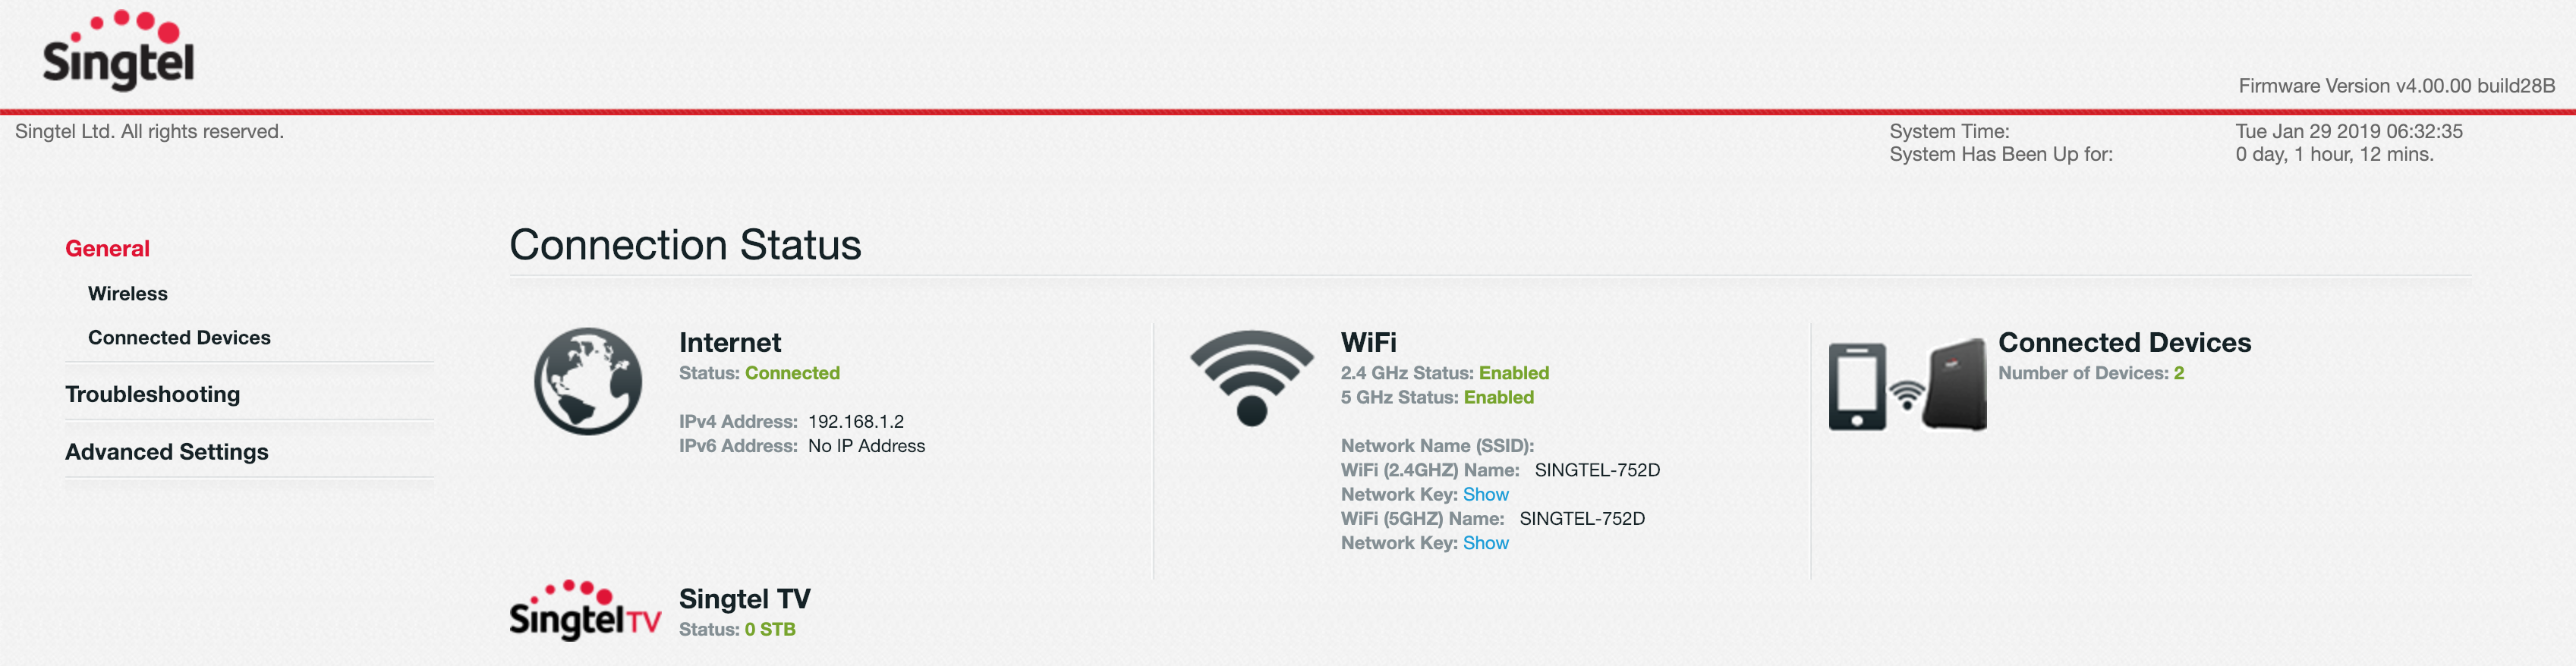 Singtel
Firmware Version v4.00.00 build28B
Singtel Ltd. All rights reserved.
System Time: Tue Jan 29 2019 06:32:35
System Has Been Up for: 0 day, 1 hour, 12 mins.
General
Wireless
Connected Devices
Troubleshooting
Advanced Settings
Connection Status
Internet
Status: Connected
IPv4 Address: 192.168.1.2
IPv6 Address: No IP Address
WiFi
2.4 GHz Status: Enabled
5 GHz Status: Enabled
Network Name (SSID):
WiFi (2.4GHZ) Name: SINGTEL-752D
Network Key: Show
WiFi (5GHZ) Name: SINGTEL-752D
Network Key: Show
Connected Devices
Number of Devices: 2
SingtelTV
Singtel TV
Status: 0 STB